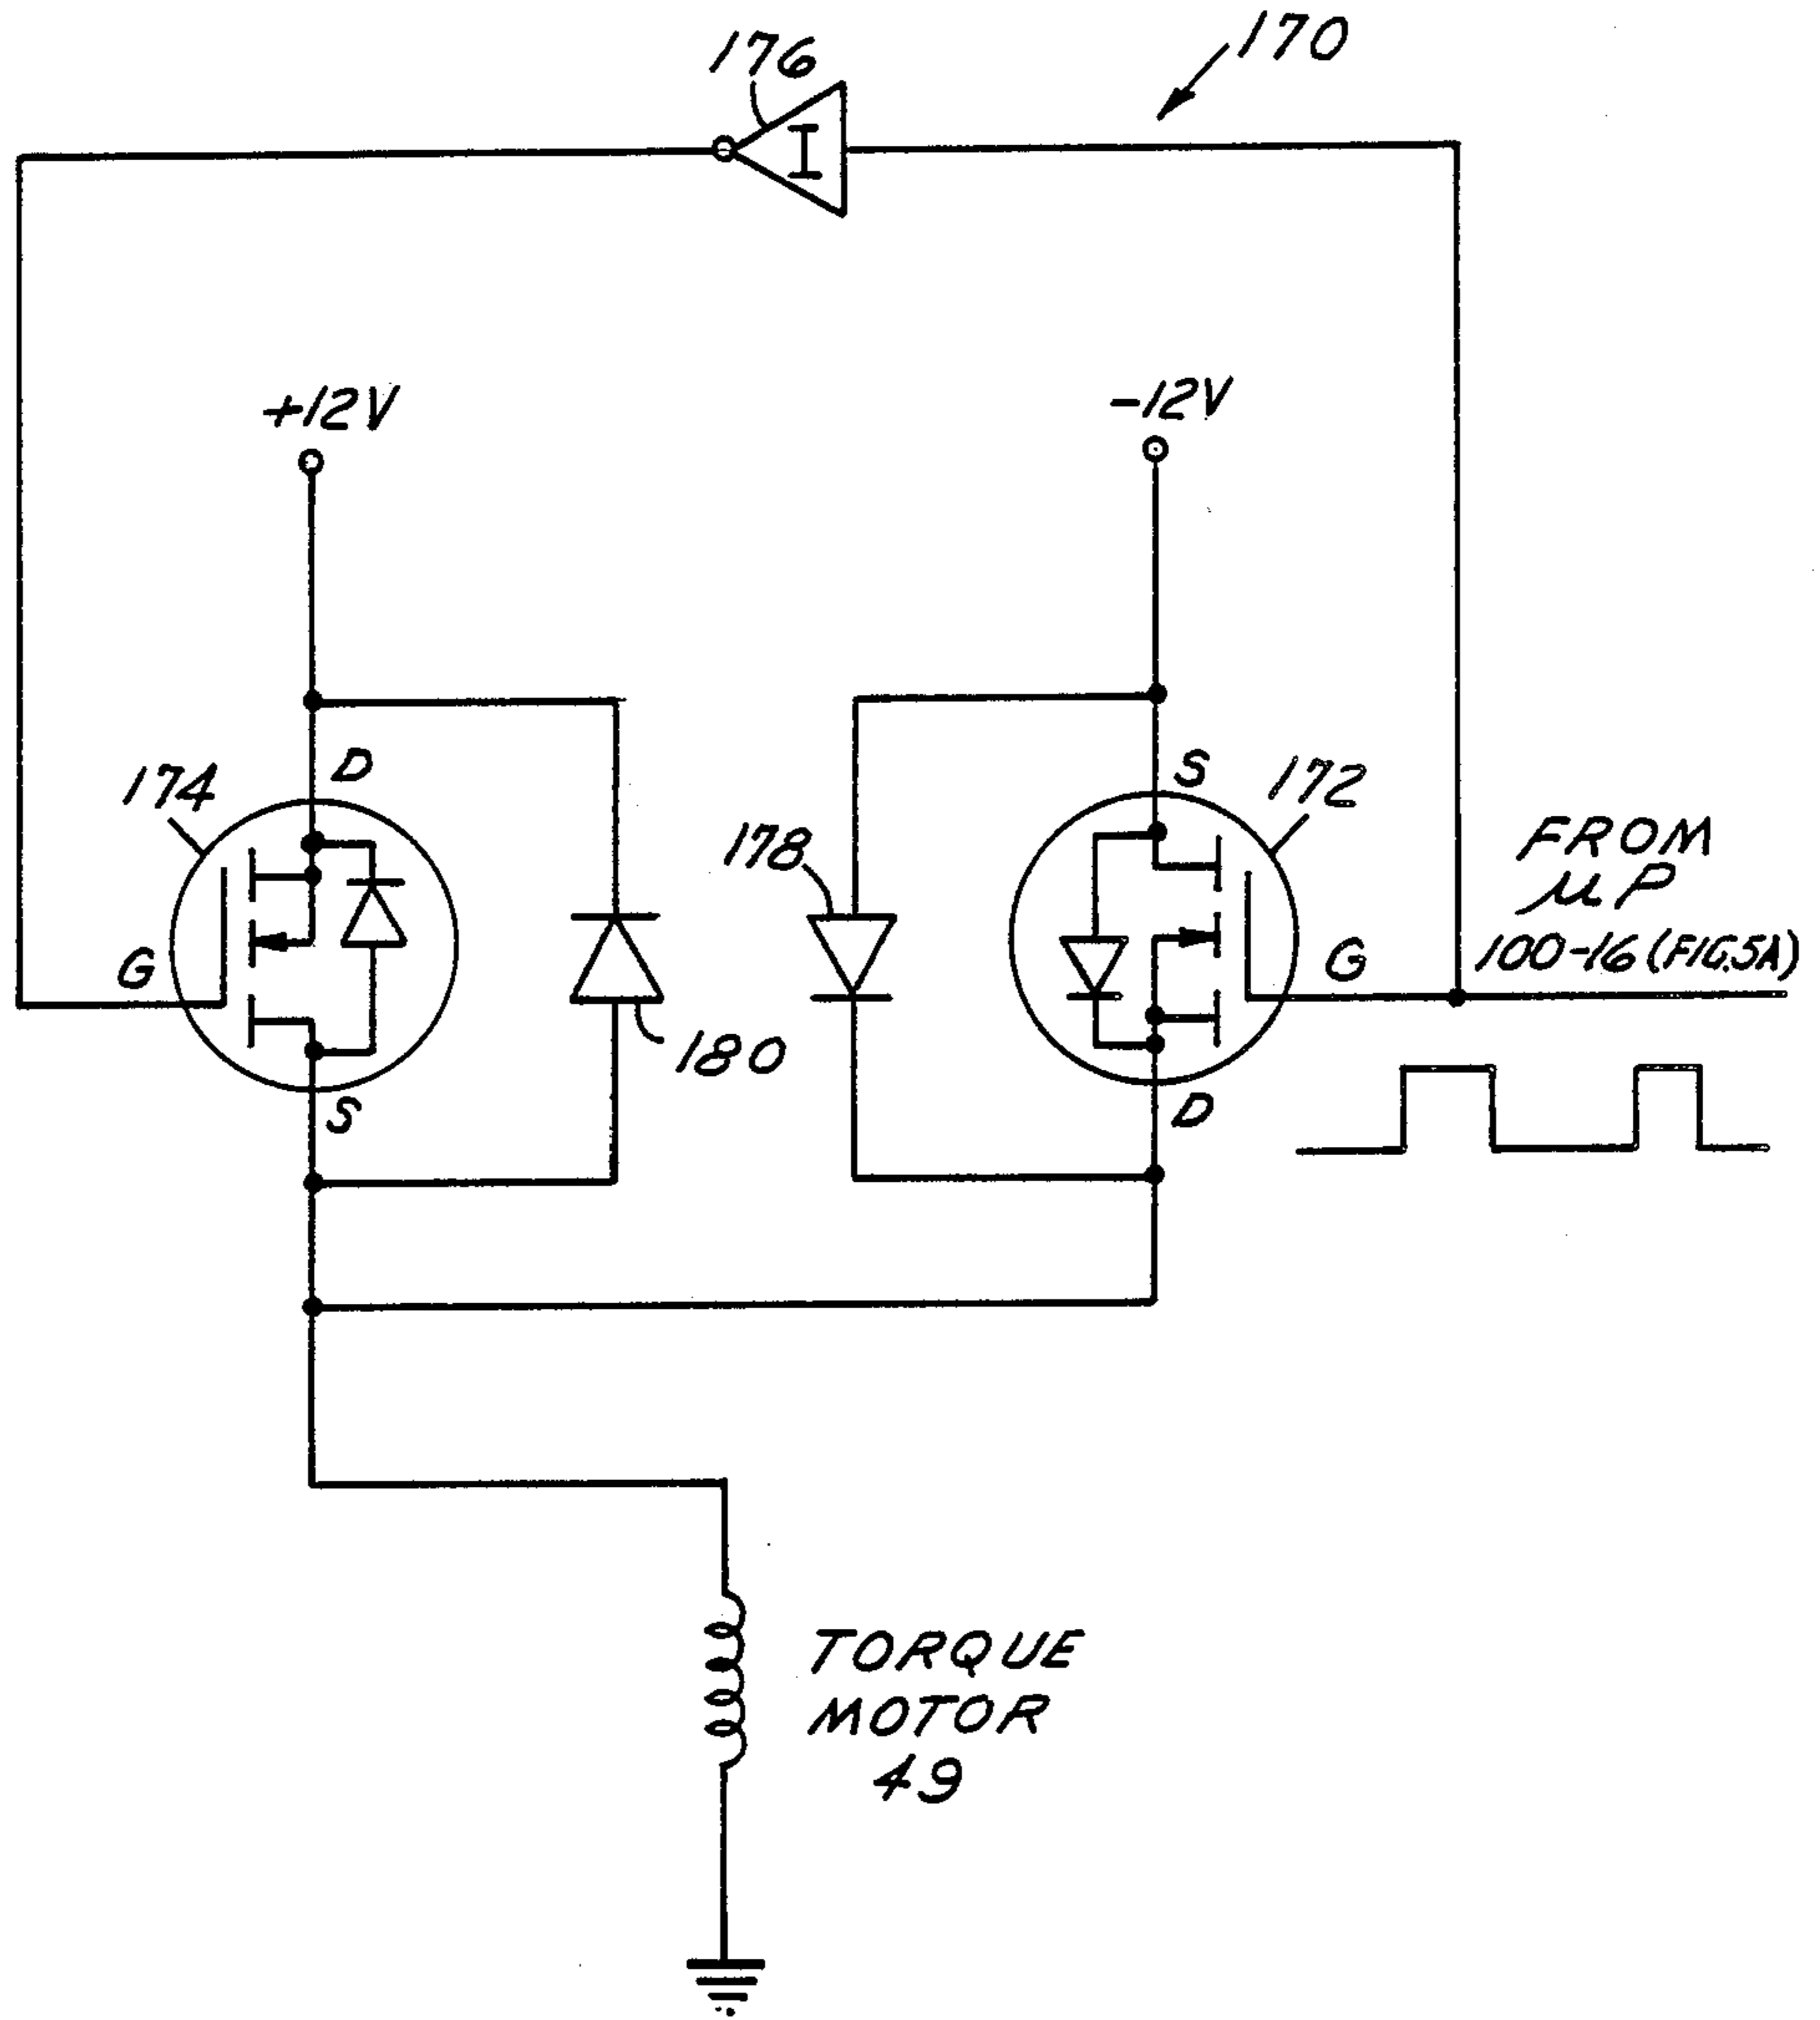 170
176
I
+12V
-12V
D
S
174
172
178
FROM
μP
G
G
100-16 (FIG.5A)
180
S
D
TORQUE
MOTOR
49